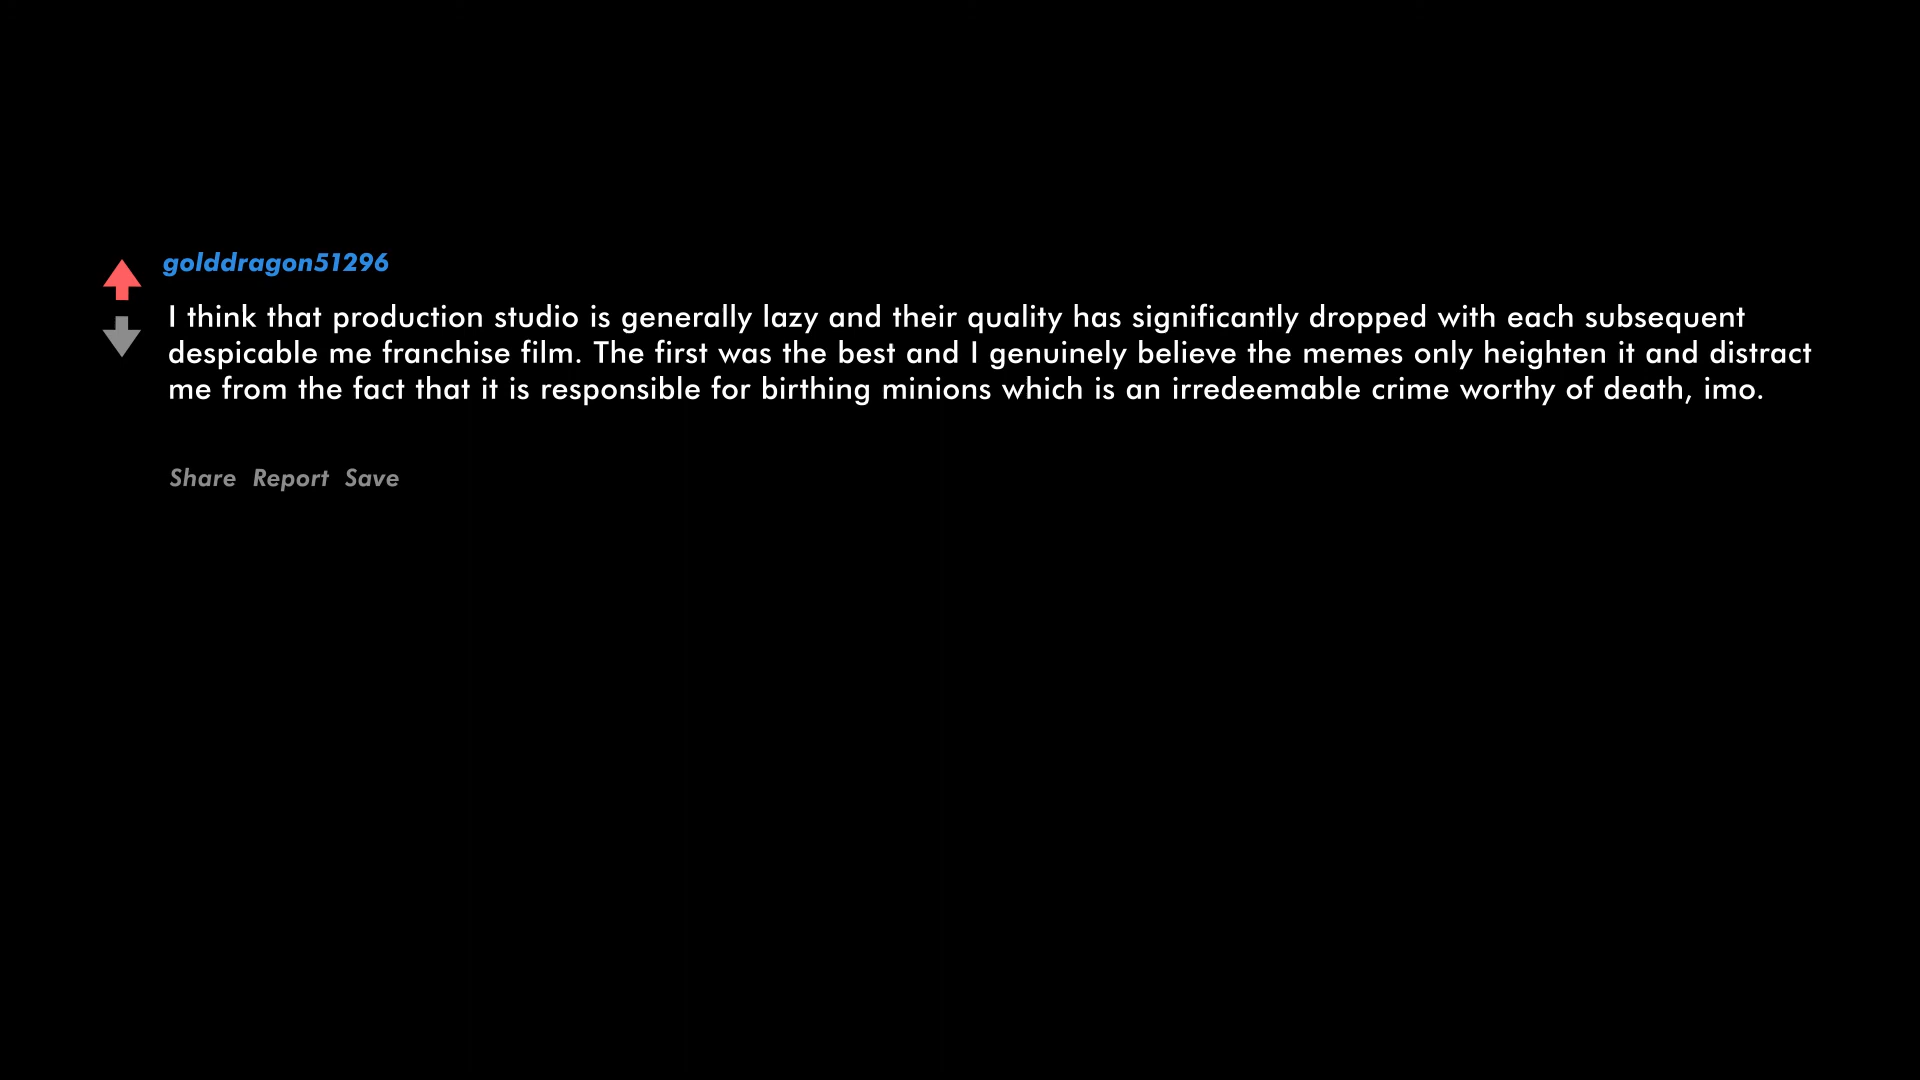 golddragon51296
I think that production studio is generally lazy and their quality has significantly dropped with each subsequent
despicable me franchise film. The first was the best and I genuinely believe the memes only heighten it and distract
me from the fact that it is responsible for birthing minions which is an irredeemable crime worthy of death, imo.
Share Report Save